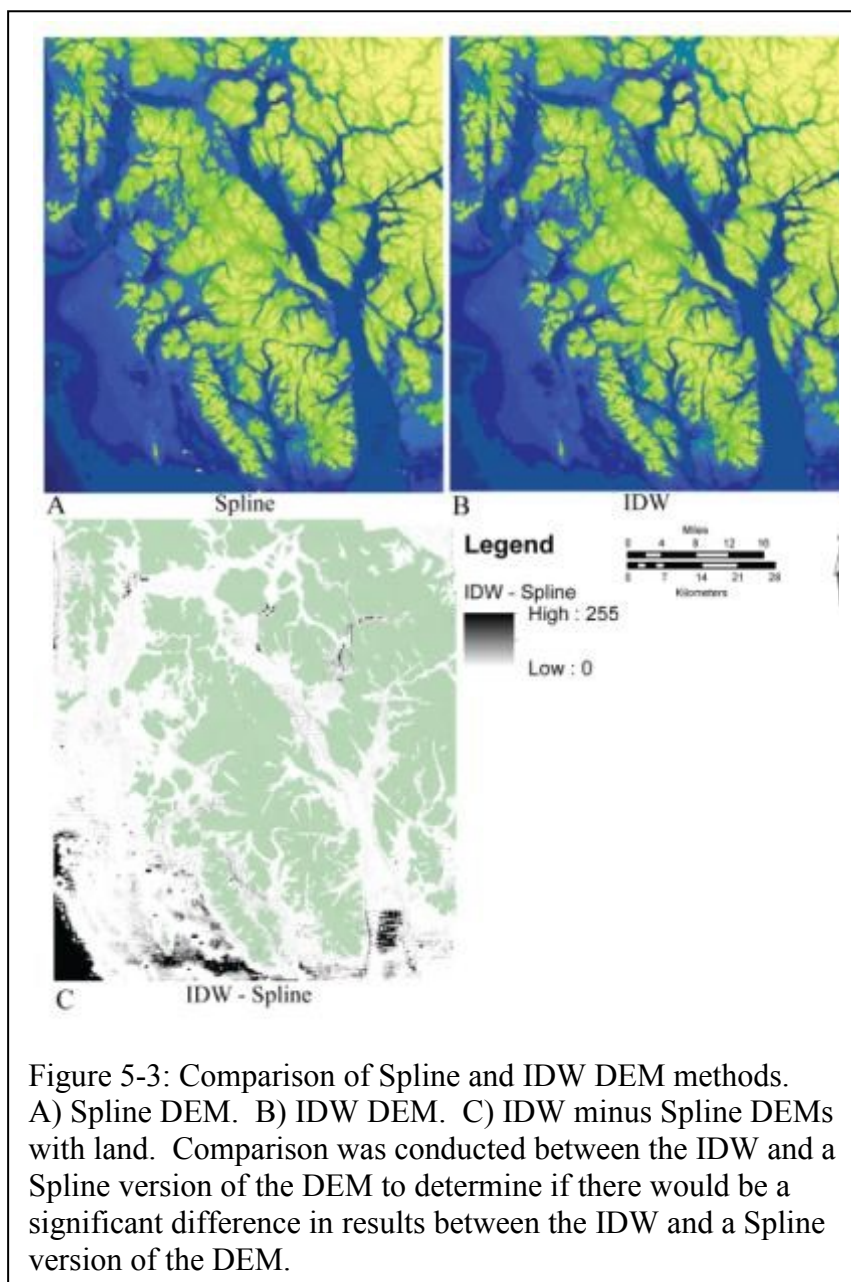 A
Spline
B
IDW
Legend
IDW - Spline
High : 255
Low : 0
Miles
0 4 8 12 16
0 7 14 21 28
Kilometers
C
IDW - Spline
Figure 5-3: Comparison of Spline and IDW DEM methods.
A) Spline DEM.  B) IDW DEM.  C) IDW minus Spline DEMs
with land.  Comparison was conducted between the IDW and a
Spline version of the DEM to determine if there would be a
significant difference in results between the IDW and a Spline
version of the DEM.